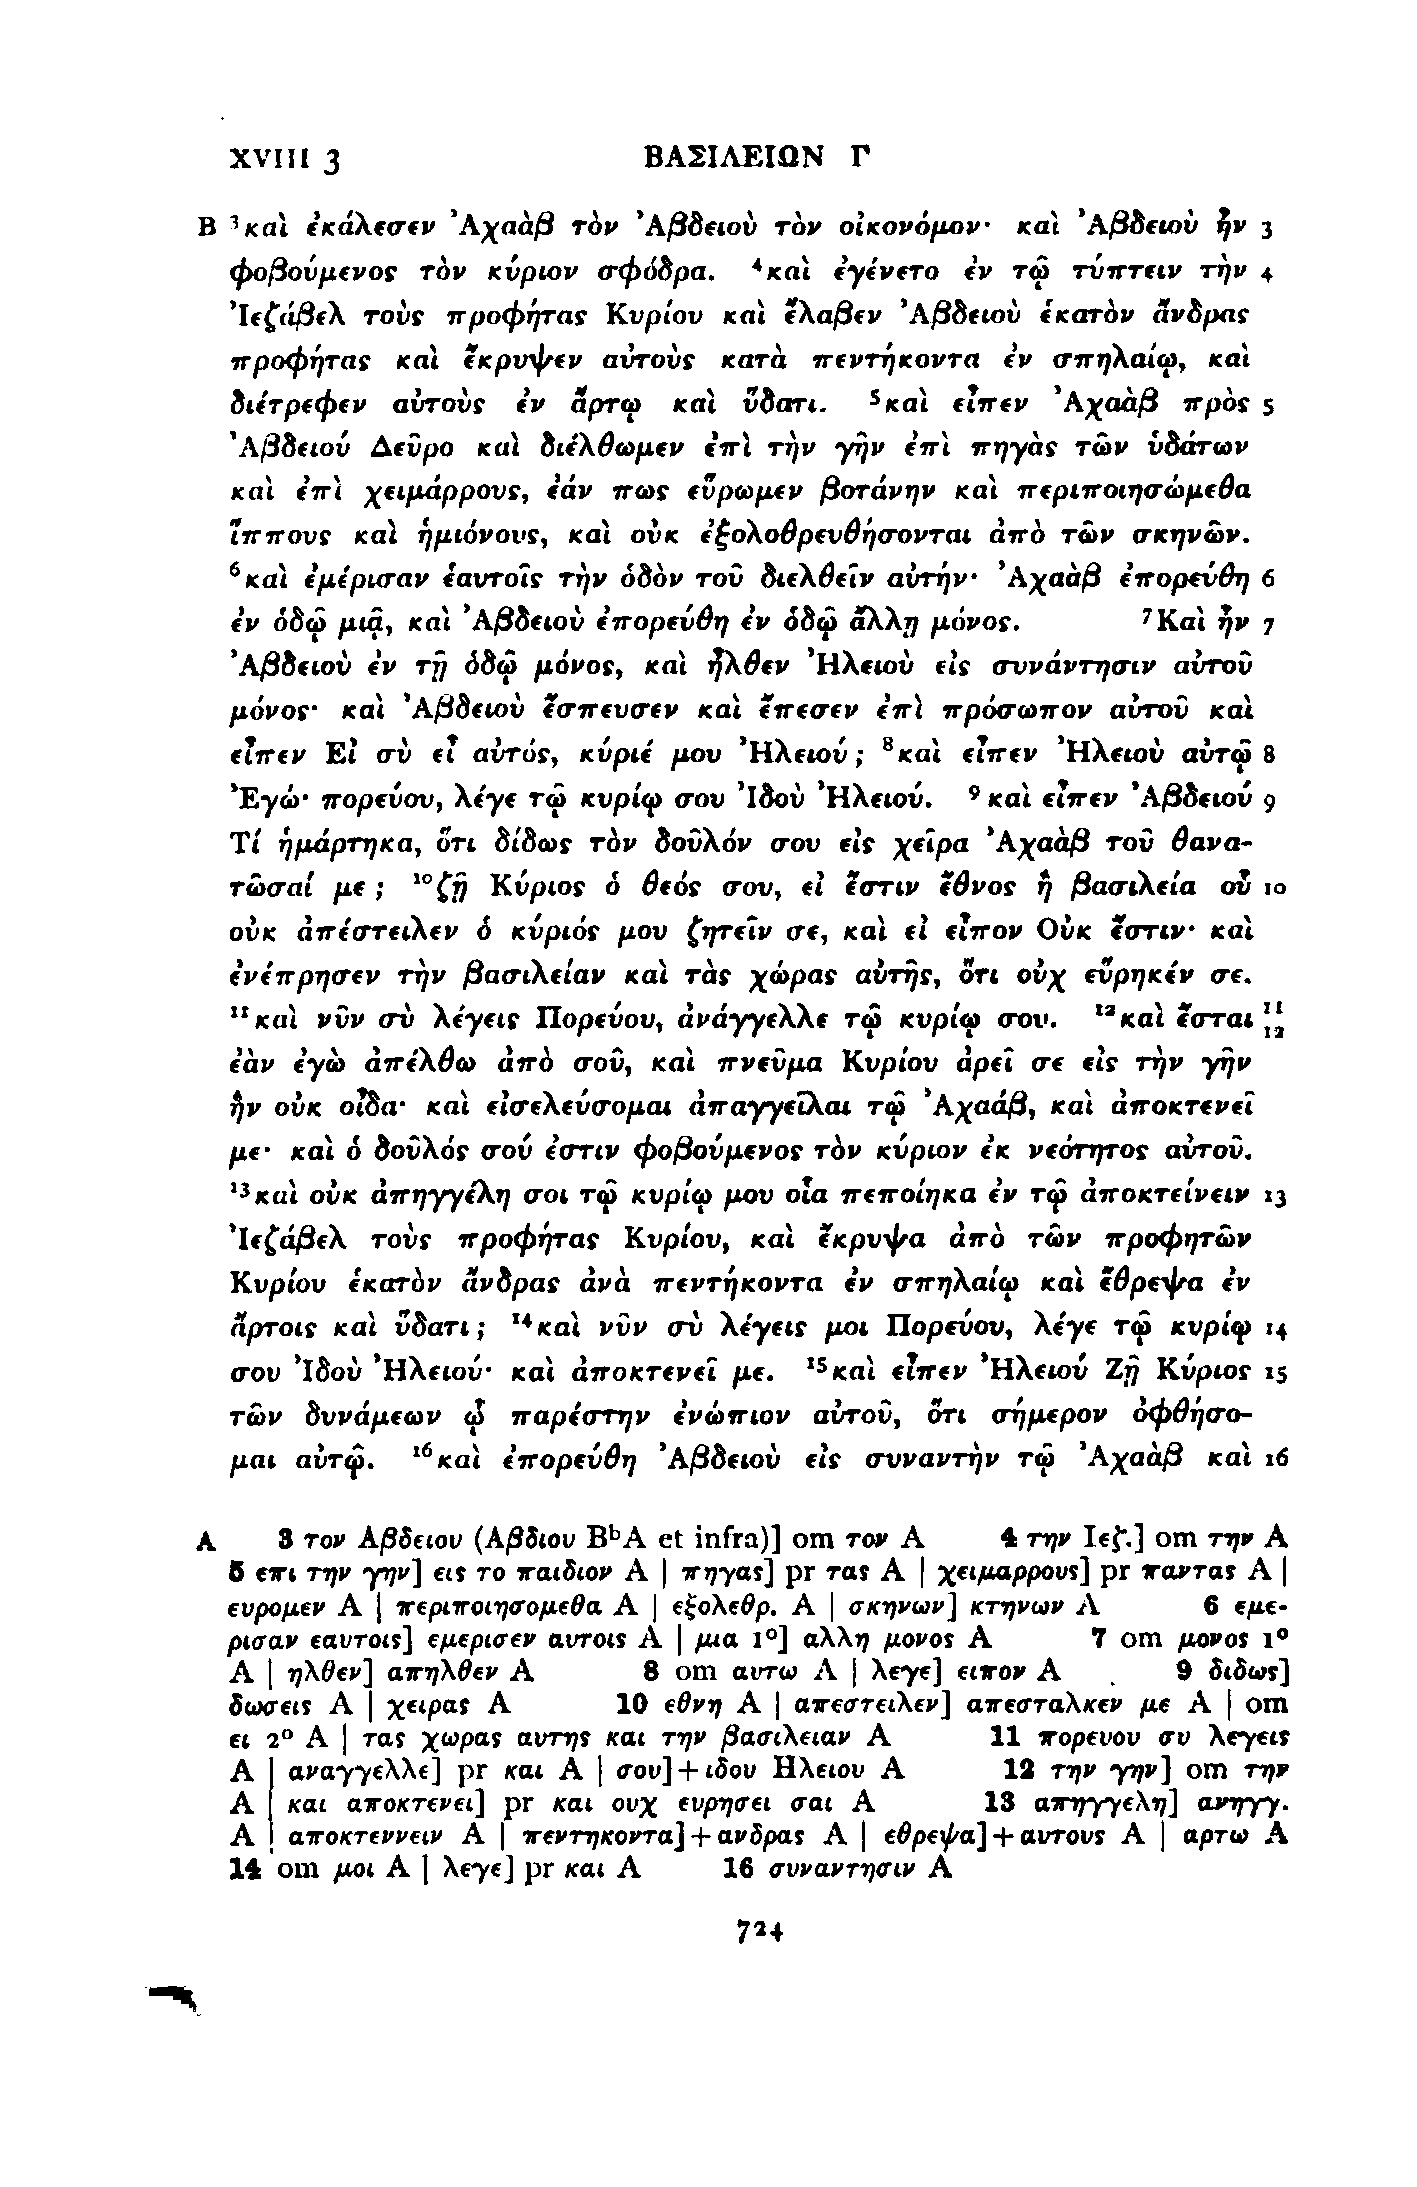 XVIII 3 ΒΑΣΙΛΕΙΩΝ Γ
B ³καὶ ἐκάλεσεν Ἀχαὰβ τὸν Ἀβδειοὺ τὸν οἰκονόμον· καὶ Ἀβδειοὺ ἦν 3
φοβούμενος τὸν κύριον σφόδρα. ⁴καὶ ἐγένετο ἐν τῷ τύπτειν τὴν 4
Ἰεζάβελ τοὺς προφήτας Κυρίου καὶ ἔλαβεν Ἀβδειοὺ ἑκατὸν ἄνδρας
προφήτας καὶ ἔκρυψεν αὐτοὺς κατὰ πεντήκοντα ἐν σπηλαίῳ, καὶ
διέτρεφεν αὐτοὺς ἐν ἄρτῳ καὶ ὕδατι. ⁵καὶ εἶπεν Ἀχαὰβ πρὸς 5
Ἀβδειού Δεῦρο καὶ διέλθωμεν ἐπὶ τὴν γῆν ἐπὶ πηγὰς τῶν ὑδάτων
καὶ ἐπὶ χειμάρρους, ἐάν πως εὕρωμεν βοτάνην καὶ περιποιησώμεθα
ἵππους καὶ ἡμιόνους, καὶ οὐκ ἐξολοθρευθήσονται ἀπὸ τῶν σκηνῶν.
⁶καὶ ἐμέρισαν ἑαυτοῖς τὴν ὁδὸν τοῦ διελθεῖν αὐτήν· Ἀχαὰβ ἐπορεύθη 6
ἐν ὁδῷ μιᾷ, καὶ Ἀβδειοὺ ἐπορεύθη ἐν ὁδῷ ἄλλῃ μόνος. ⁷Καὶ ἦν 7
Ἀβδειοὺ ἐν τῇ ὁδῷ μόνος, καὶ ἦλθεν Ἠλειοὺ εἰς συνάντησιν αὐτοῦ
μόνος· καὶ Ἀβδειοὺ ἔσπευσεν καὶ ἔπεσεν ἐπὶ πρόσωπον αὐτοῦ καὶ
εἶπεν Εἰ σὺ εἶ αὐτός, κύριέ μου Ἠλειού; ⁸καὶ εἶπεν Ἠλειοὺ αὐτῷ 8
Ἐγώ· πορεύου, λέγε τῷ κυρίῳ σου Ἰδοὺ Ἠλειού. ⁹καὶ εἶπεν Ἀβδειού 9
Τί ἡμάρτηκα, ὅτι δίδως τὸν δοῦλόν σου εἰς χεῖρα Ἀχαὰβ τοῦ θανα-
τῶσαί με; ¹⁰ζῇ Κύριος ὁ θεός σου, εἰ ἔστιν ἔθνος ἢ βασιλεία οὗ 10
οὐκ ἀπέστειλεν ὁ κύριός μου ζητεῖν σε, καὶ εἰ εἶπον Οὐκ ἔστιν· καὶ
ἐνέπρησεν τὴν βασιλείαν καὶ τὰς χώρας αὐτῆς, ὅτι οὐχ εὕρηκέν σε.
¹¹καὶ νῦν σὺ λέγεις Πορεύου, ἀνάγγελλε τῷ κυρίῳ σου. ¹²καὶ ἔσται 11 12
ἐὰν ἐγὼ ἀπέλθω ἀπὸ σοῦ, καὶ πνεῦμα Κυρίου ἀρεῖ σε εἰς τὴν γῆν
ἣν οὐκ οἶδα· καὶ εἰσελεύσομαι ἀπαγγεῖλαι τῷ Ἀχαάβ, καὶ ἀποκτενεῖ
με· καὶ ὁ δοῦλός σού ἐστιν φοβούμενος τὸν κύριον ἐκ νεότητος αὐτοῦ.
¹³καὶ οὐκ ἀπηγγέλη σοι τῷ κυρίῳ μου οἷα πεποίηκα ἐν τῷ ἀποκτείνειν 13
Ἰεζάβελ τοὺς προφήτας Κυρίου, καὶ ἔκρυψα ἀπὸ τῶν προφητῶν
Κυρίου ἑκατὸν ἄνδρας ἀνὰ πεντήκοντα ἐν σπηλαίῳ καὶ ἔθρεψα ἐν
ἄρτοις καὶ ὕδατι; ¹⁴καὶ νῦν σὺ λέγεις μοι Πορεύου, λέγε τῷ κυρίῳ 14
σου Ἰδοὺ Ἠλειού· καὶ ἀποκτενεῖ με. ¹⁵καὶ εἶπεν Ἠλειού Ζῇ Κύριος 15
τῶν δυνάμεων ᾧ παρέστην ἐνώπιον αὐτοῦ, ὅτι σήμερον ὀφθήσο-
μαι αὐτῷ. ¹⁶καὶ ἐπορεύθη Ἀβδειοὺ εἰς συναντὴν τῷ Ἀχαὰβ καὶ 16
A 3 τον Αβδειου (Αβδιου BᵇA et infra)] om τον A 4 την Ιεζ.] om την A
5 επι την γην] εις το παιδιον A | πηγας] pr τας A | χειμαρρους] pr παντας A |
ευρομεν A | περιποιησομεθα A | εξολεθρ. A | σκηνων] κτηνων A 6 εμε-
ρισαν εαυτοις] εμερισεν αυτοις A | μια 1º] αλλη μονος A 7 om μονος 1º
A | ηλθεν] απηλθεν A 8 om αυτω A | λεγε] ειπον A 9 διδως]
δωσεις A | χειρας A 10 εθνη A | απεστειλεν] απεσταλκεν με A | om
ει 2º A | τας χωρας αυτης και την βασιλειαν A 11 πορευου συ λεγεις
A | αναγγελλε] pr και A | σου]+ιδου Ηλειου A 12 την γην] om την
A | και αποκτενει] pr και ουχ ευρησει σαι A 13 απηγγελη] ανηγγ.
A | αποκτεννειν A | πεντηκοντα]+ανδρας A | εθρεψα]+αυτους A | αρτω A
14 om μοι A | λεγε] pr και A 16 συναντησιν A
724